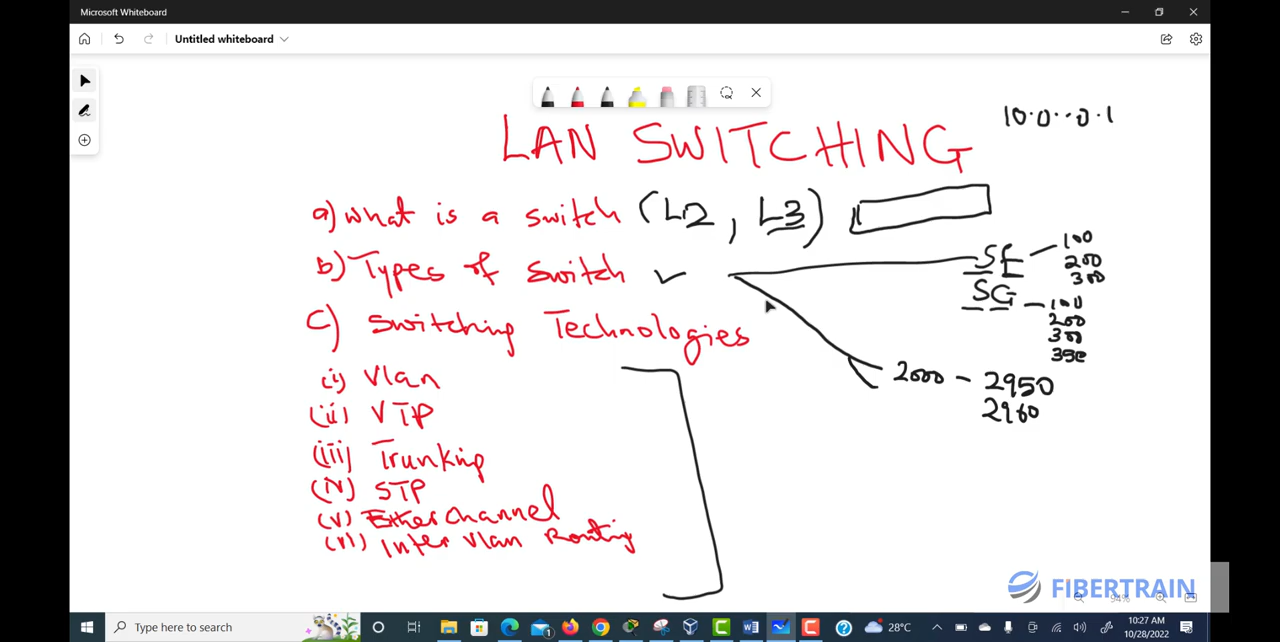 Microsoft Whiteboard
Untitled whiteboard
10.0..0.1
LAN SWITCHING
a) What is a switch (L2, L3)
b) Types of Switch
SF
100
200
300
SG
100
200
300
350
c) Switching Technologies
(i) Vlan
2000 - 2950
2960
(ii) VTP
(iii) Trunking
(iv) STP
(v) EtherChannel
(vi) Inter Vlan Routing
FIBERTRAIN
94%
Type here to search
1
28°C
10:27 AM
10/28/2022